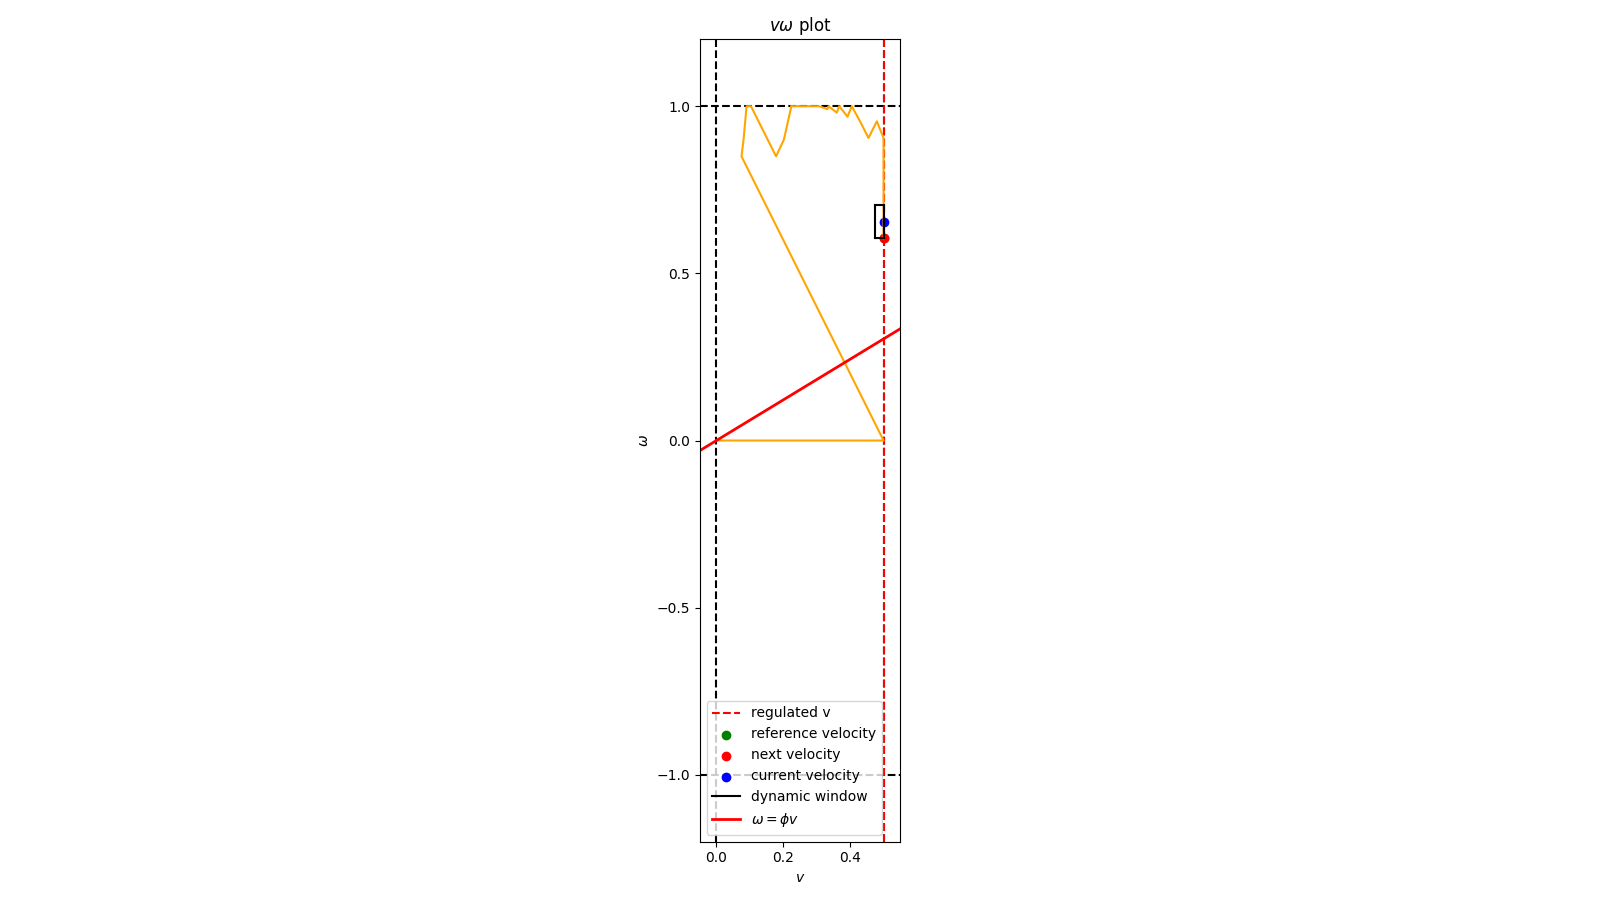 vω plot
1.0
0.5
0.0
−0.5
−1.0
ω
regulated v
reference velocity
next velocity
current velocity
dynamic window
ω = ϕv
0.0 0.2 0.4
v